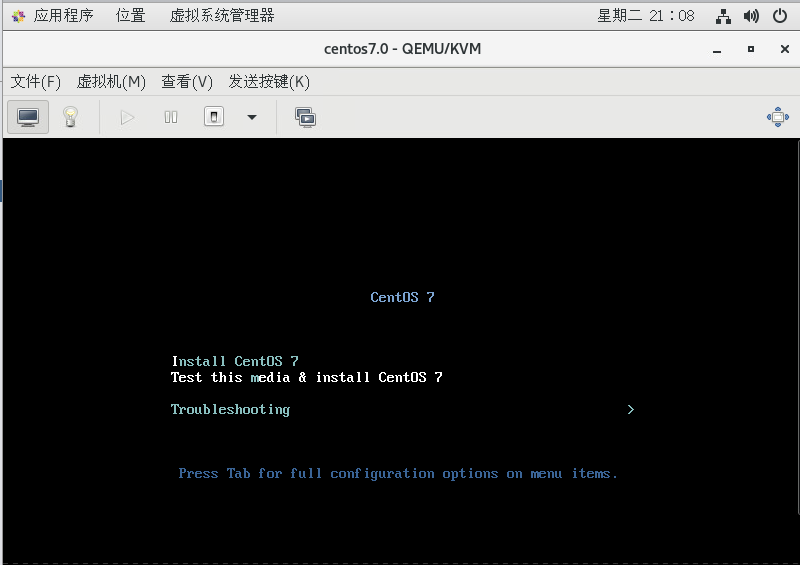 应用程序 位置 虚拟系统管理器 星期二 21：08
centos7.0 - QEMU/KVM
文件(F) 虚拟机(M) 查看(V) 发送按键(K)
CentOS 7
Install CentOS 7
Test this media & install CentOS 7
Troubleshooting >
Press Tab for full configuration options on menu items.